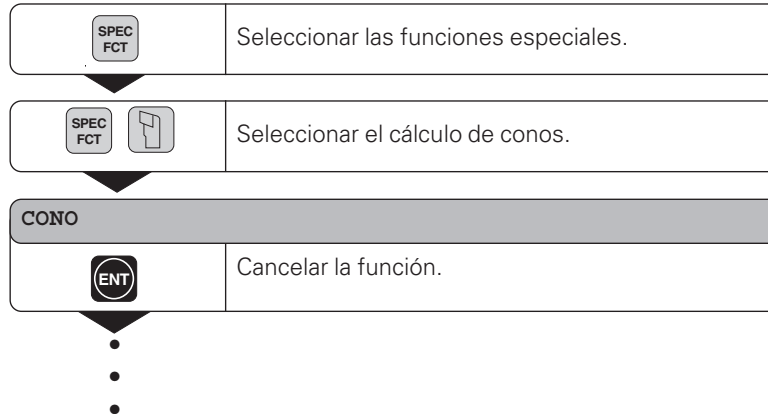 SPEC
FCT
Seleccionar las funciones especiales.
SPEC
FCT
Seleccionar el cálculo de conos.
CONO
ENT
Cancelar la función.